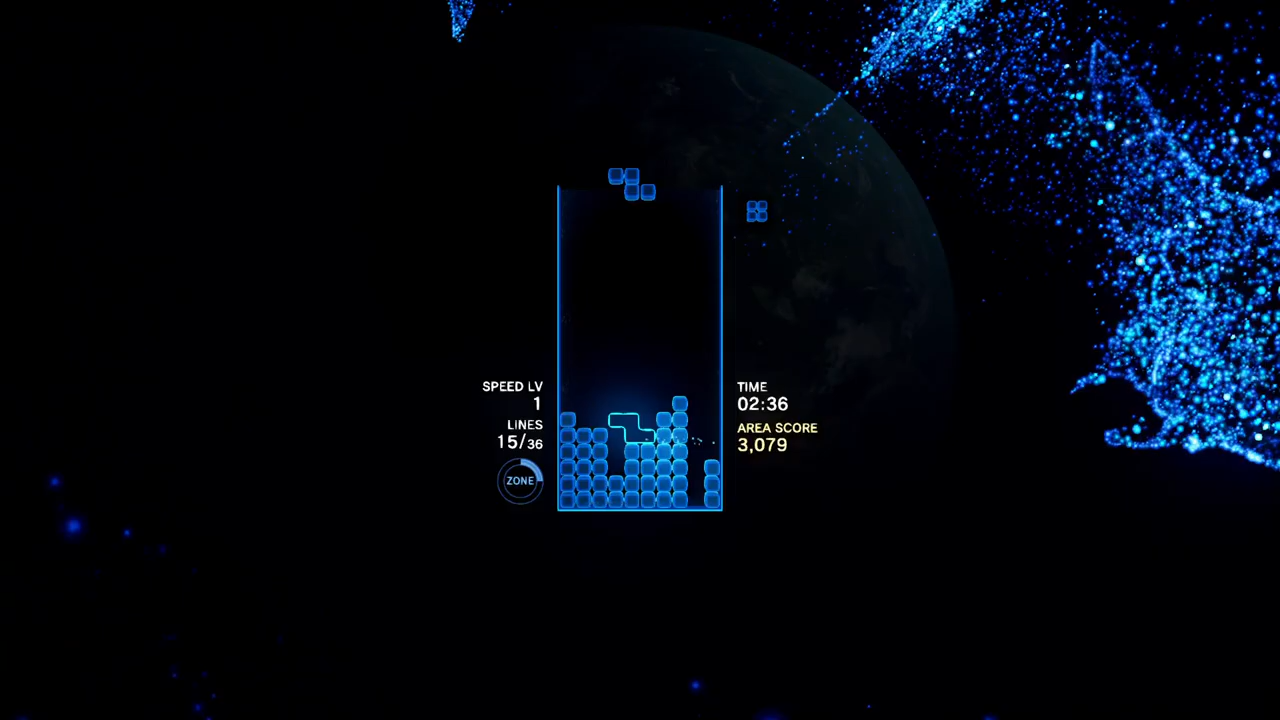 SPEED LV
1
LINES
15/36
ZONE
TIME
02:36
AREA SCORE
3,079